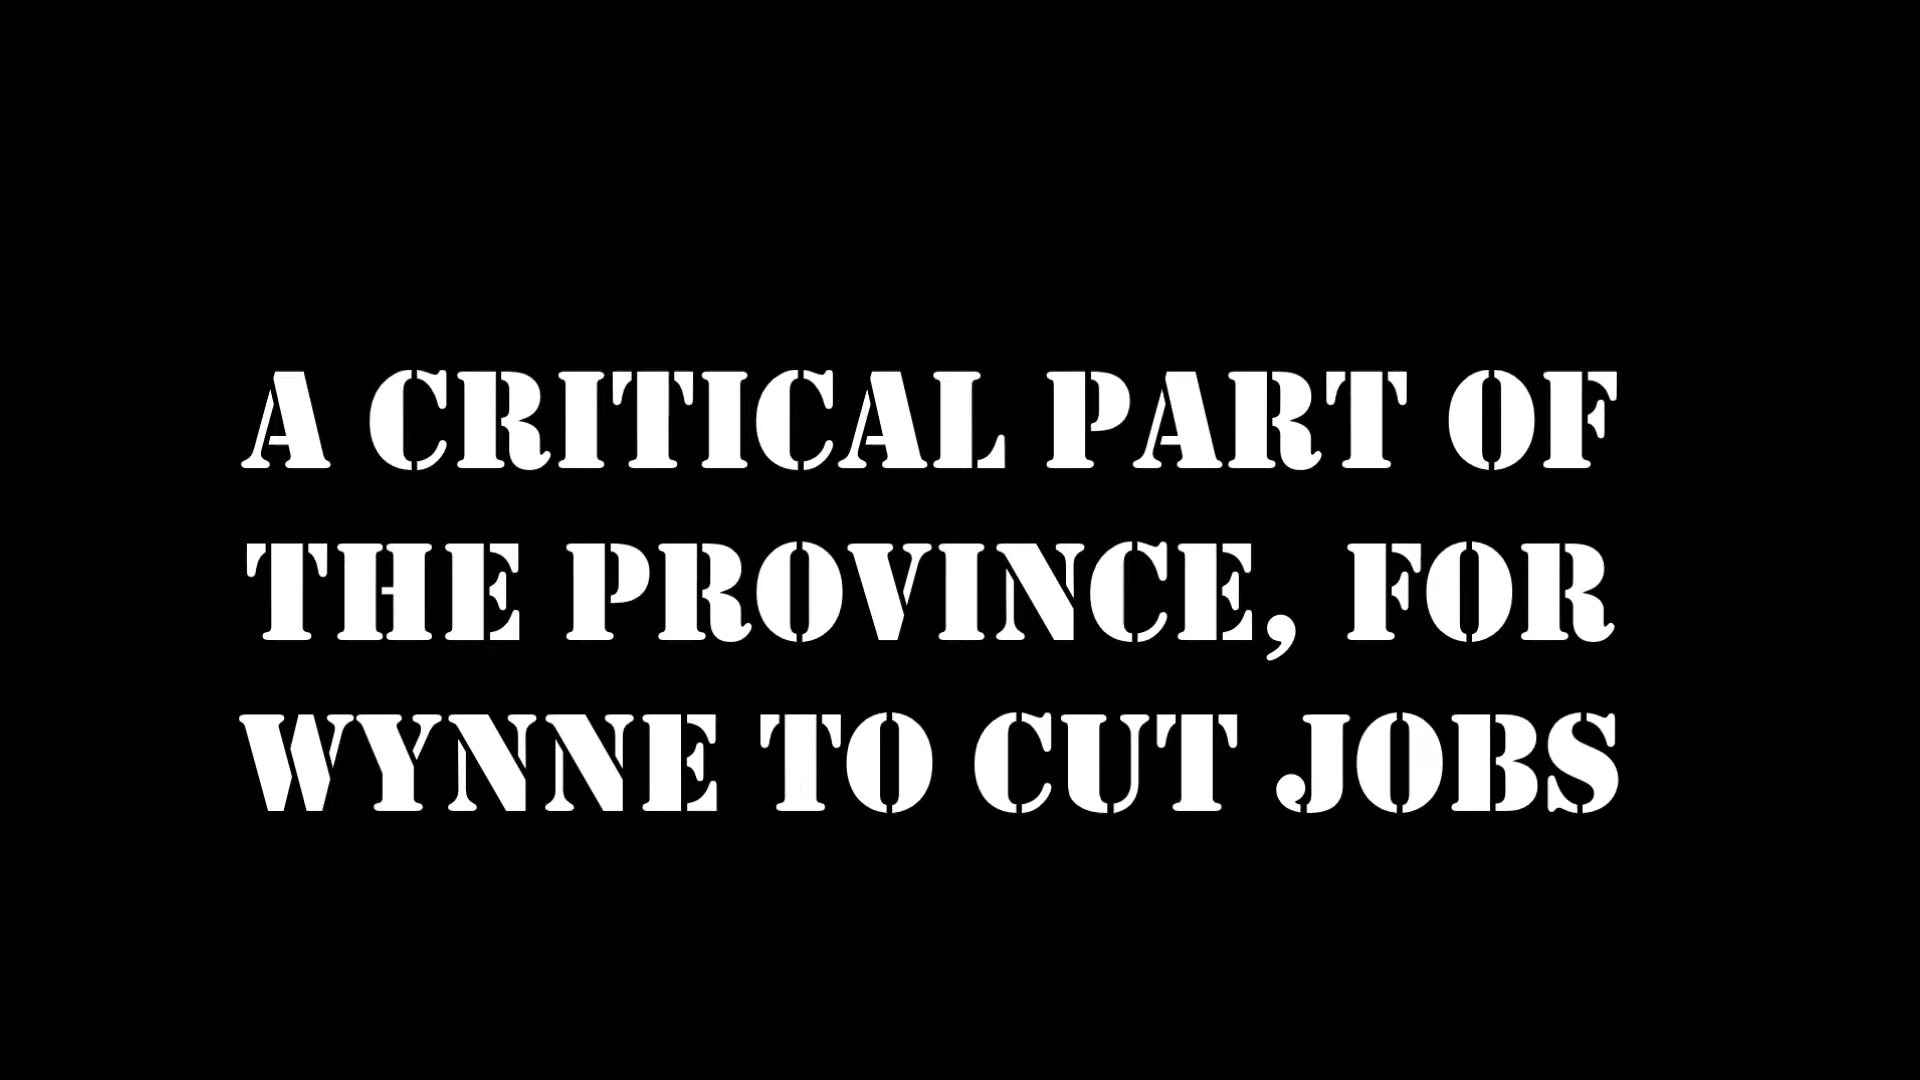 A CRITICAL PART OF
THE PROVINCE, FOR
WYNNE TO CUT JOBS